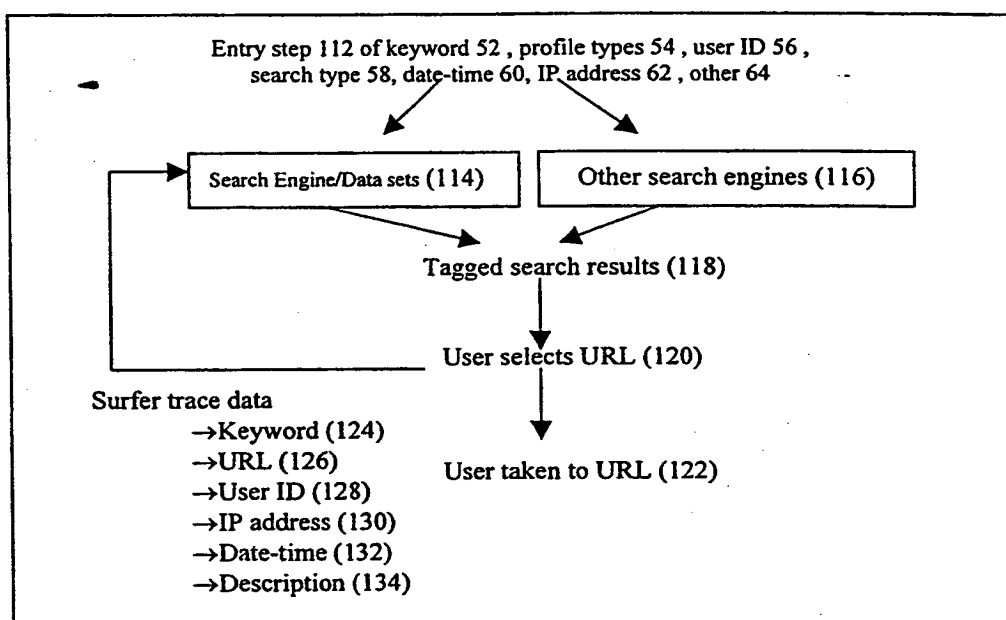 Entry step 112 of keyword 52 , profile types 54 , user ID 56 ,
search type 58, date-time 60, IP address 62 , other 64
Search Engine/Data sets (114)
Other search engines (116)
Tagged search results (118)
User selects URL (120)
Surfer trace data
→Keyword (124)
→URL (126)
User taken to URL (122)
→User ID (128)
→IP address (130)
→Date-time (132)
→Description (134)